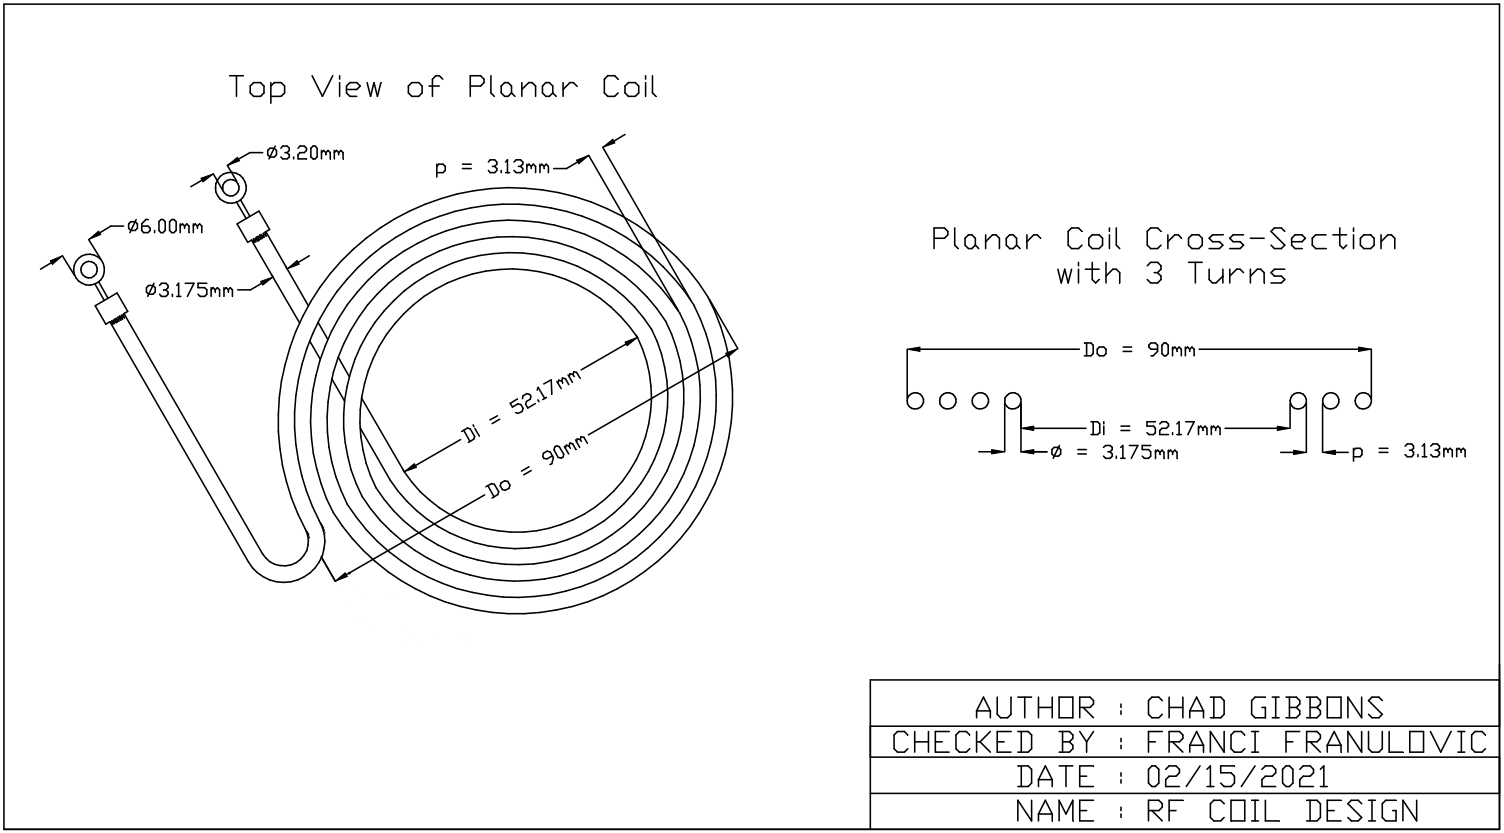 Top View of Planar Coil
ø3.20mm
p = 3.13mm
ø6.00mm
ø3.175mm
Di = 52.17mm
Do = 90mm
Planar Coil Cross-Section
with 3 Turns
Do = 90mm
Di = 52.17mm
ø = 3.175mm
p = 3.13mm
AUTHOR : CHAD GIBBONS
CHECKED BY : FRANCI FRANULOVIC
DATE : 02/15/2021
NAME : RF COIL DESIGN